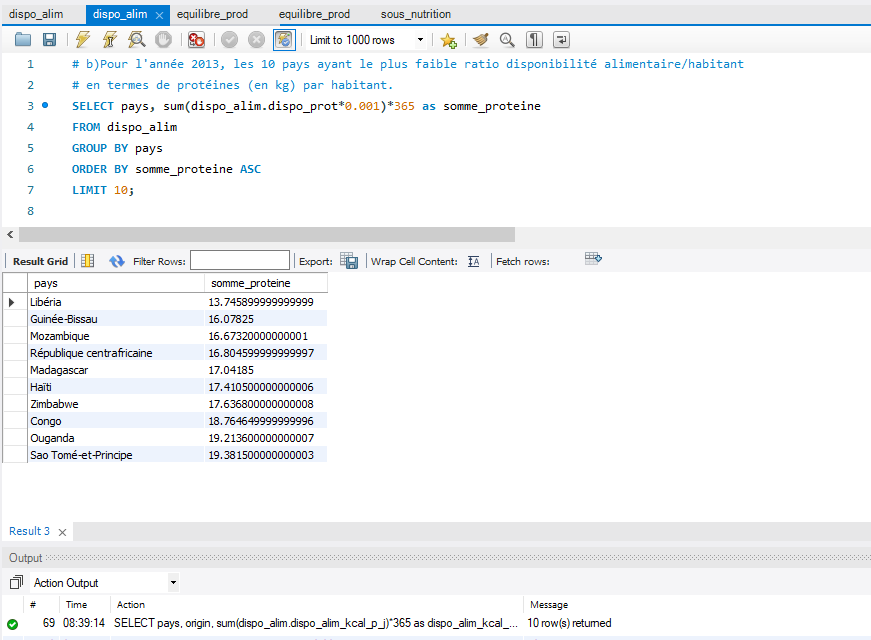 dispo_alim dispo_alim equilibre_prod equilibre_prod sous_nutrition
Limit to 1000 rows
1 # b)Pour l'année 2013, les 10 pays ayant le plus faible ratio disponibilité alimentaire/habitant
2 # en termes de protéines (en kg) par habitant.
3 SELECT pays, sum(dispo_alim.dispo_prot*0.001)*365 as somme_proteine
4 FROM dispo_alim
5 GROUP BY pays
6 ORDER BY somme_proteine ASC
7 LIMIT 10;
8
Result Grid Filter Rows: Export: Wrap Cell Content: Fetch rows:
pays somme_proteine
Libéria 13.745899999999999
Guinée-Bissau 16.07825
Mozambique 16.67320000000001
République centrafricaine 16.804599999999997
Madagascar 17.04185
Haïti 17.410500000000006
Zimbabwe 17.636800000000008
Congo 18.764649999999996
Ouganda 19.213600000000007
Sao Tomé-et-Principe 19.381500000000003
Result 3
Output
Action Output
# Time Action Message
69 08:39:14 SELECT pays, origin, sum(dispo_alim.dispo_alim_kcal_p_j)*365 as dispo_alim_kcal_... 10 row(s) returned